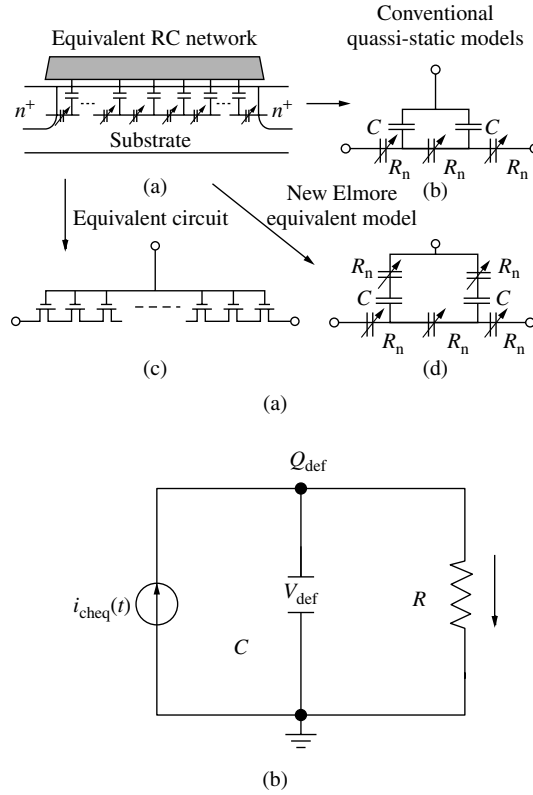 Conventional
quassi-static models
Equivalent RC network
n+ n+
Substrate
C C
Rn Rn Rn
(a) (b)
New Elmore
equivalent model
Equivalent circuit
Rn Rn
C C
Rn Rn Rn
(c) (d)
(a)
Qdef
icheq(t)
Vdef
R
C
(b)